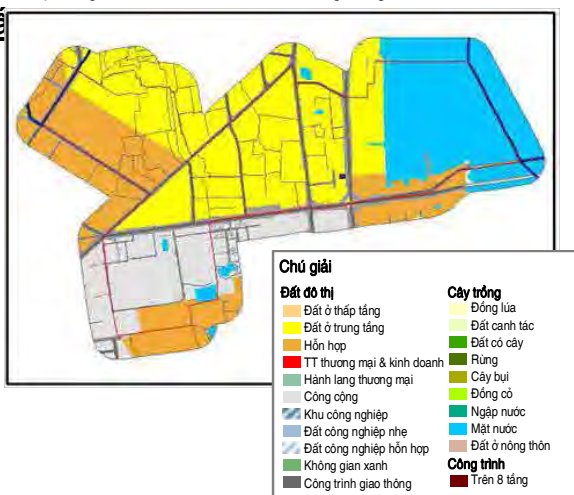 Chú giải
Đất đô thị
Đất ở thấp tầng
Đất ở trung tầng
Hỗn hợp
TT thương mại & kinh doanh
Hành lang thương mại
Công cộng
Khu công nghiệp
Đất công nghiệp nhẹ
Đất công nghiệp hỗn hợp
Không gian xanh
Công trình giao thông
Cây trồng
Đồng lúa
Đất canh tác
Đất có cây
Rừng
Cây bụi
Đồng cỏ
Ngập nước
Mặt nước
Đất ở nông thôn
Công trình
Trên 8 tầng